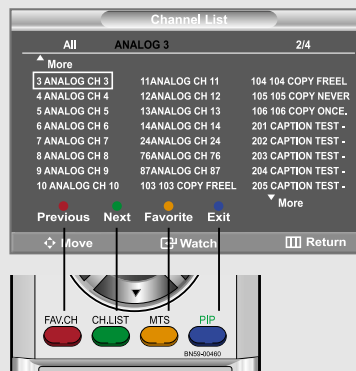 Channel List
All ANALOG 3 2/4
More
3 ANALOG CH 3 11ANALOG CH 11 104 104 COPY FREEL
4 ANALOG CH 4 12ANALOG CH 12 105 105 COPY NEVER
5 ANALOG CH 5 13ANALOG CH 13 106 106 COPY ONCE.
6 ANALOG CH 6 14ANALOG CH 14 201 CAPTION TEST -
7 ANALOG CH 7 24ANALOG CH 24 202 CAPTION TEST -
8 ANALOG CH 8 76ANALOG CH 76 203 CAPTION TEST -
9 ANALOG CH 9 87ANALOG CH 87 204 CAPTION TEST -
10 ANALOG CH 10 103 103 COPY FREEL 205 CAPTION TEST -
More
Previous Next Favorite Exit
Move Watch Return
FAV.CH CH.LIST MTS PIP
BN59-00460